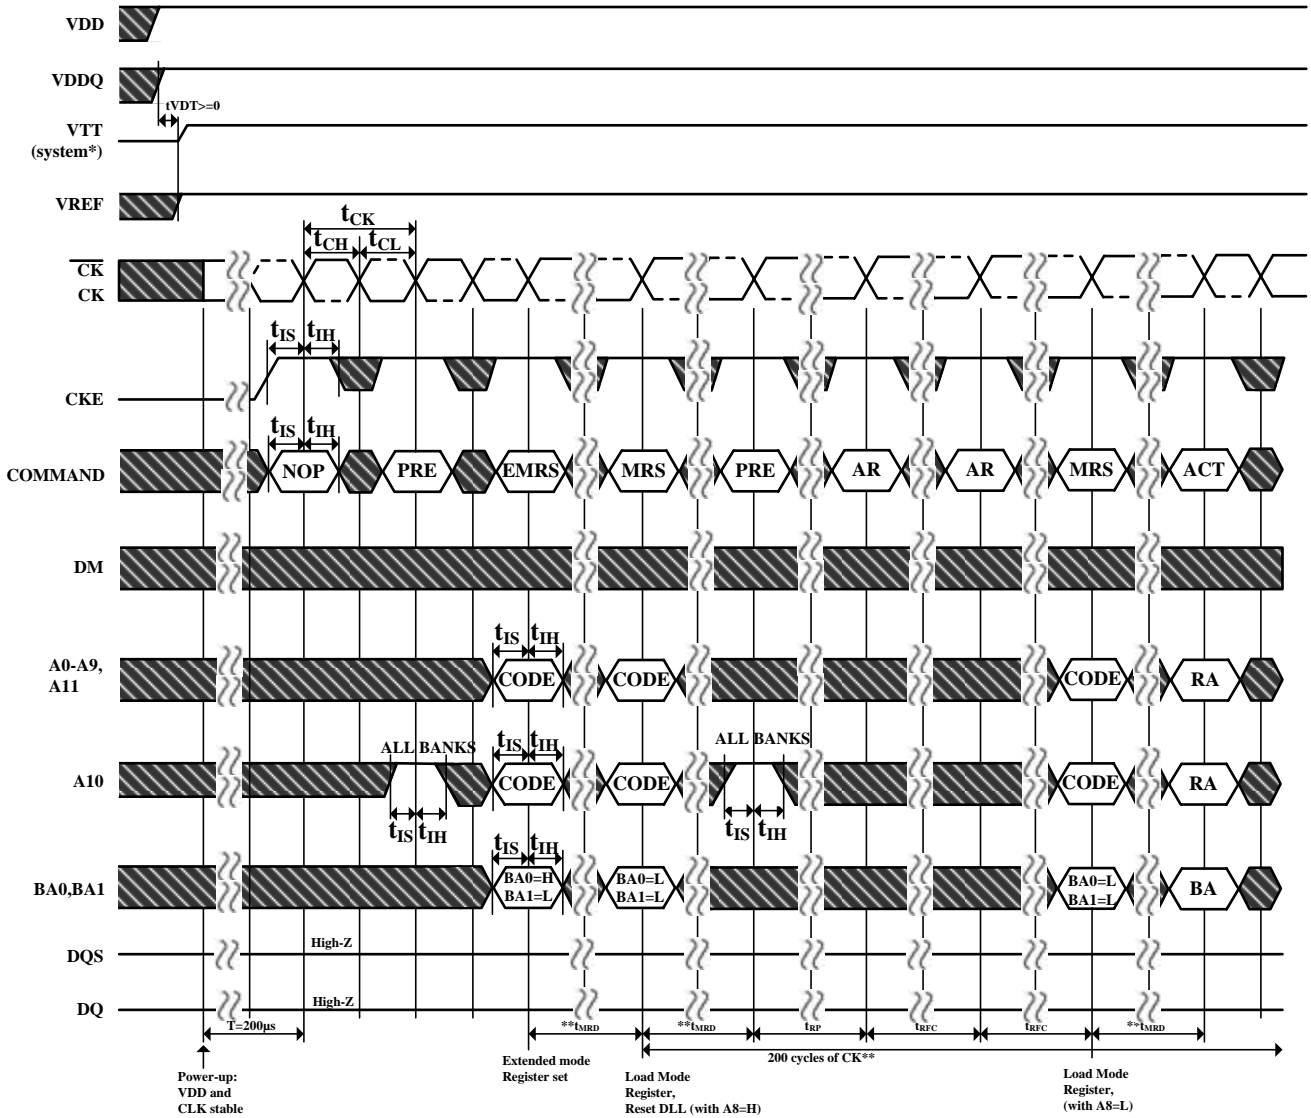 VDD
VDDQ
tVDT>=0
VTT
(system*)
VREF
tCK
tCH tCL
CK
CK
tIS tIH
CKE
tIS tIH
COMMAND NOP PRE EMRS MRS PRE AR AR MRS ACT
DM
tIS tIH
A0-A9,
A11
CODE CODE CODE RA
ALL BANKS tIS tIH ALL BANKS
A10 CODE CODE CODE RA
tIS tIH tIS tIH
tIS tIH
BA0,BA1
BA0=H BA0=L BA0=L
BA1=L BA1=L BA1=L
BA
High-Z
DQS
High-Z
DQ
T=200μs **tMRD **tMRD tRP tRFC tRFC **tMRD
200 cycles of CK**
Power-up:
VDD and
CLK stable
Extended mode
Register set
Load Mode
Register,
Reset DLL (with A8=H)
Load Mode
Register,
(with A8=L)